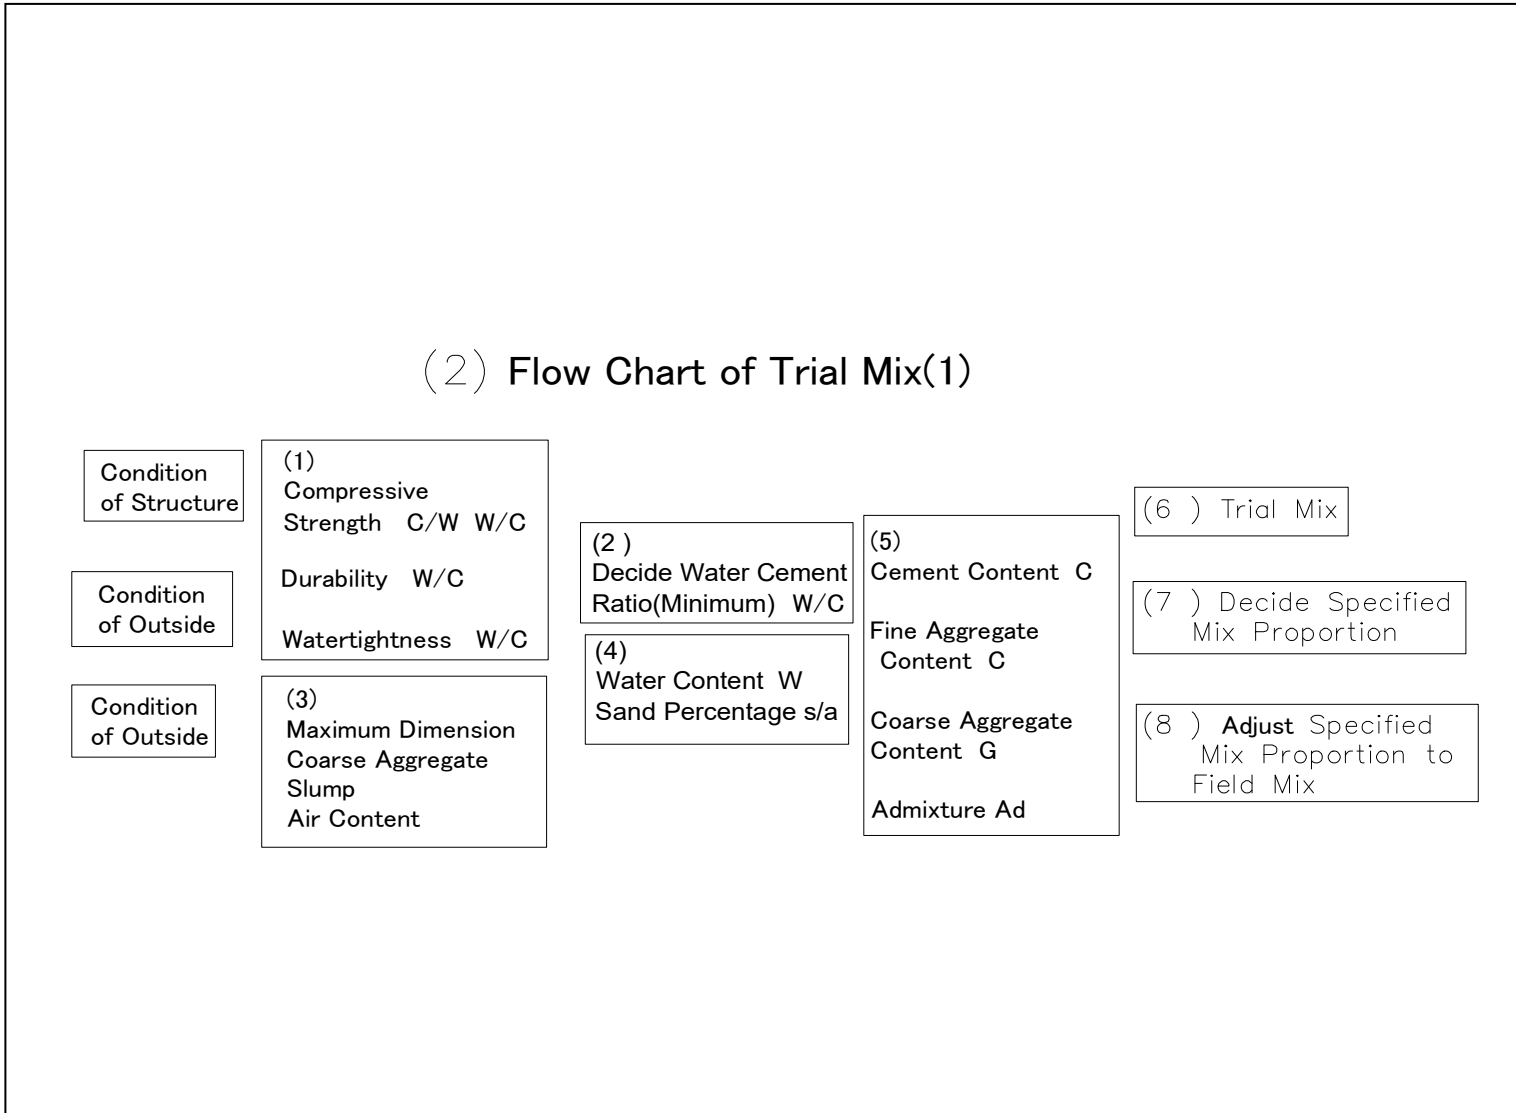 (2) Flow Chart of Trial Mix(1)
Condition
of Structure
Condition
of Outside
Condition
of Outside
(1)
Compressive
Strength C/W W/C
Durability W/C
Watertightness W/C
(3)
Maximum Dimension
Coarse Aggregate
Slump
Air Content
(2 )
Decide Water Cement
Ratio(Minimum) W/C
(4)
Water Content W
Sand Percentage s/a
(5)
Cement Content C
Fine Aggregate
Content C
Coarse Aggregate
Content G
Admixture Ad
(6 ) Trial Mix
(7 ) Decide Specified
Mix Proportion
(8 ) Adjust Specified
Mix Proportion to
Field Mix